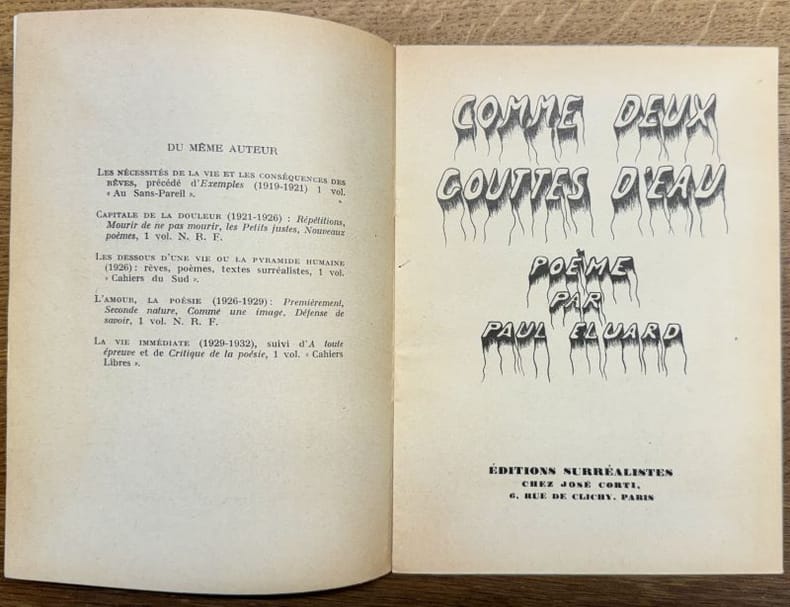 DU MÊME AUTEUR
LES NÉCESSITÉS DE LA VIE ET LES CONSÉQUENCES DES
RÊVES, précédé d'Exemples (1919-1921) 1 vol.
« Au Sans-Pareil ».
CAPITALE DE LA DOULEUR (1921-1926) : Répétitions,
Mourir de ne pas mourir, les Petits justes, Nouveaux
poèmes, 1 vol. N. R. F.
LES DESSOUS D'UNE VIE OU LA PYRAMIDE HUMAINE
(1926) : rêves, poèmes, textes surréalistes, 1 vol.
« Cahiers du Sud ».
L'AMOUR, LA POÉSIE (1926-1929) : Premièrement,
Seconde nature, Comme une image, Défense de
savoir, 1 vol. N. R. F.
LA VIE IMMÉDIATE (1929-1932), suivi d'A toute
épreuve et de Critique de la poésie, 1 vol. « Cahiers
Libres ».
COMME DEUX
GOUTTES D'EAU
POÈME
PAR
PAUL ELUARD
ÉDITIONS SURRÉALISTES
CHEZ JOSÉ CORTI,
6, RUE DE CLICHY. PARIS